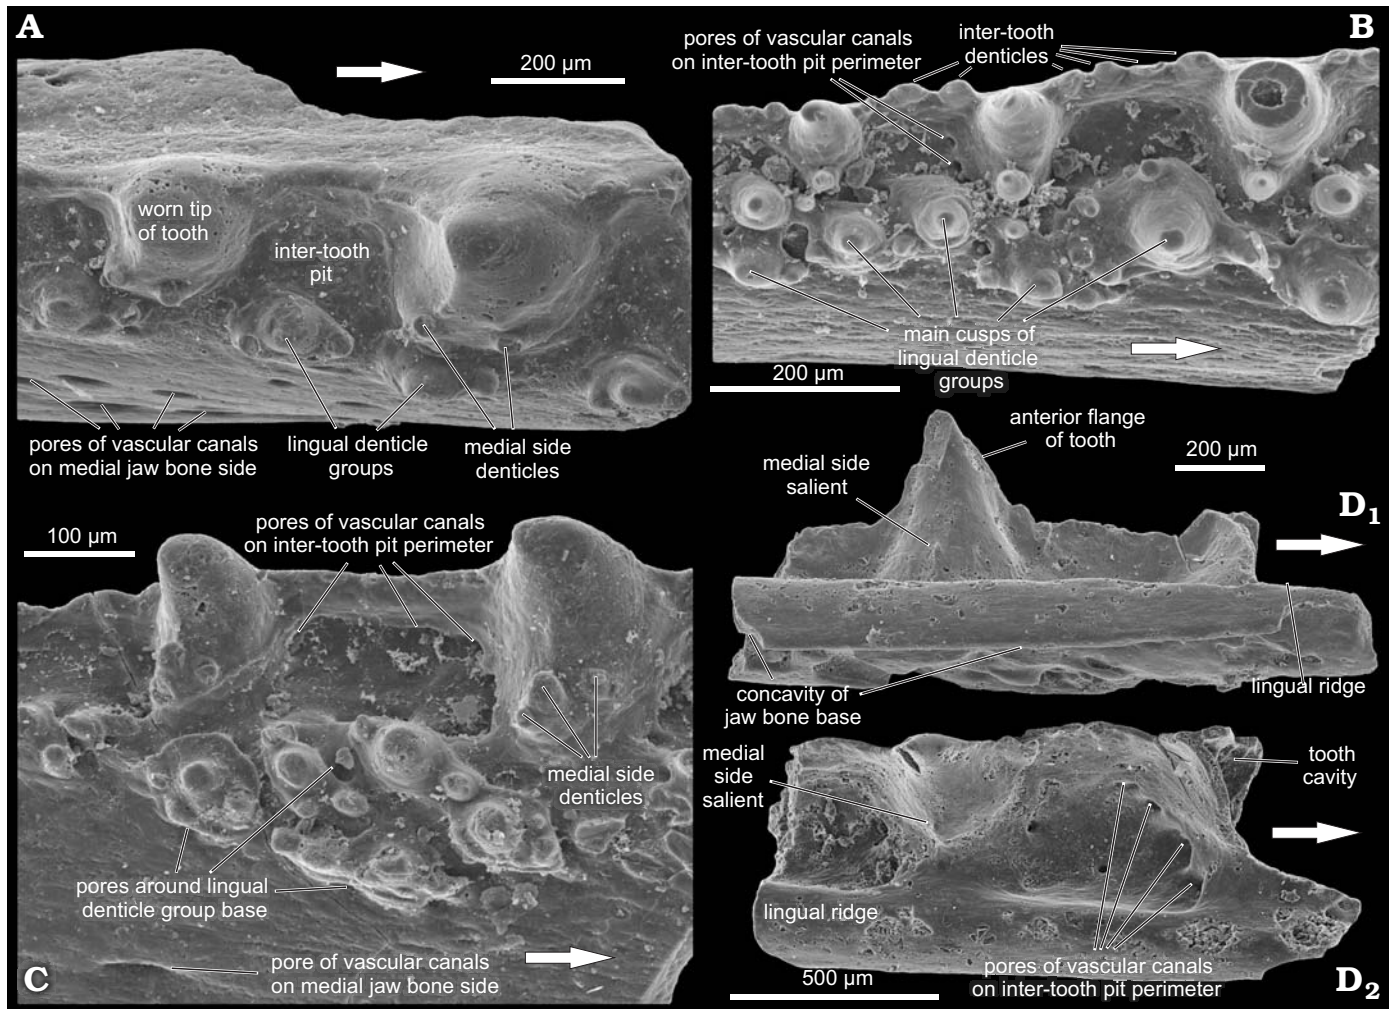 A
200 µm
worn tip
of tooth
inter-tooth
pit
pores of vascular canals
on medial jaw bone side
lingual denticle
groups
medial side
denticles
B
pores of vascular canals
on inter-tooth pit perimeter
inter-tooth
denticles
main cusps of
lingual denticle
groups
200 µm
C
100 µm
pores of vascular canals
on inter-tooth pit perimeter
medial side
denticles
pores around lingual
denticle group base
pore of vascular canals
on medial jaw bone side
D1
anterior flange
of tooth
200 µm
medial side
salient
concavity of
jaw bone base
lingual ridge
D2
medial
side
salient
tooth
cavity
lingual ridge
pores of vascular canals
on inter-tooth pit perimeter
500 µm